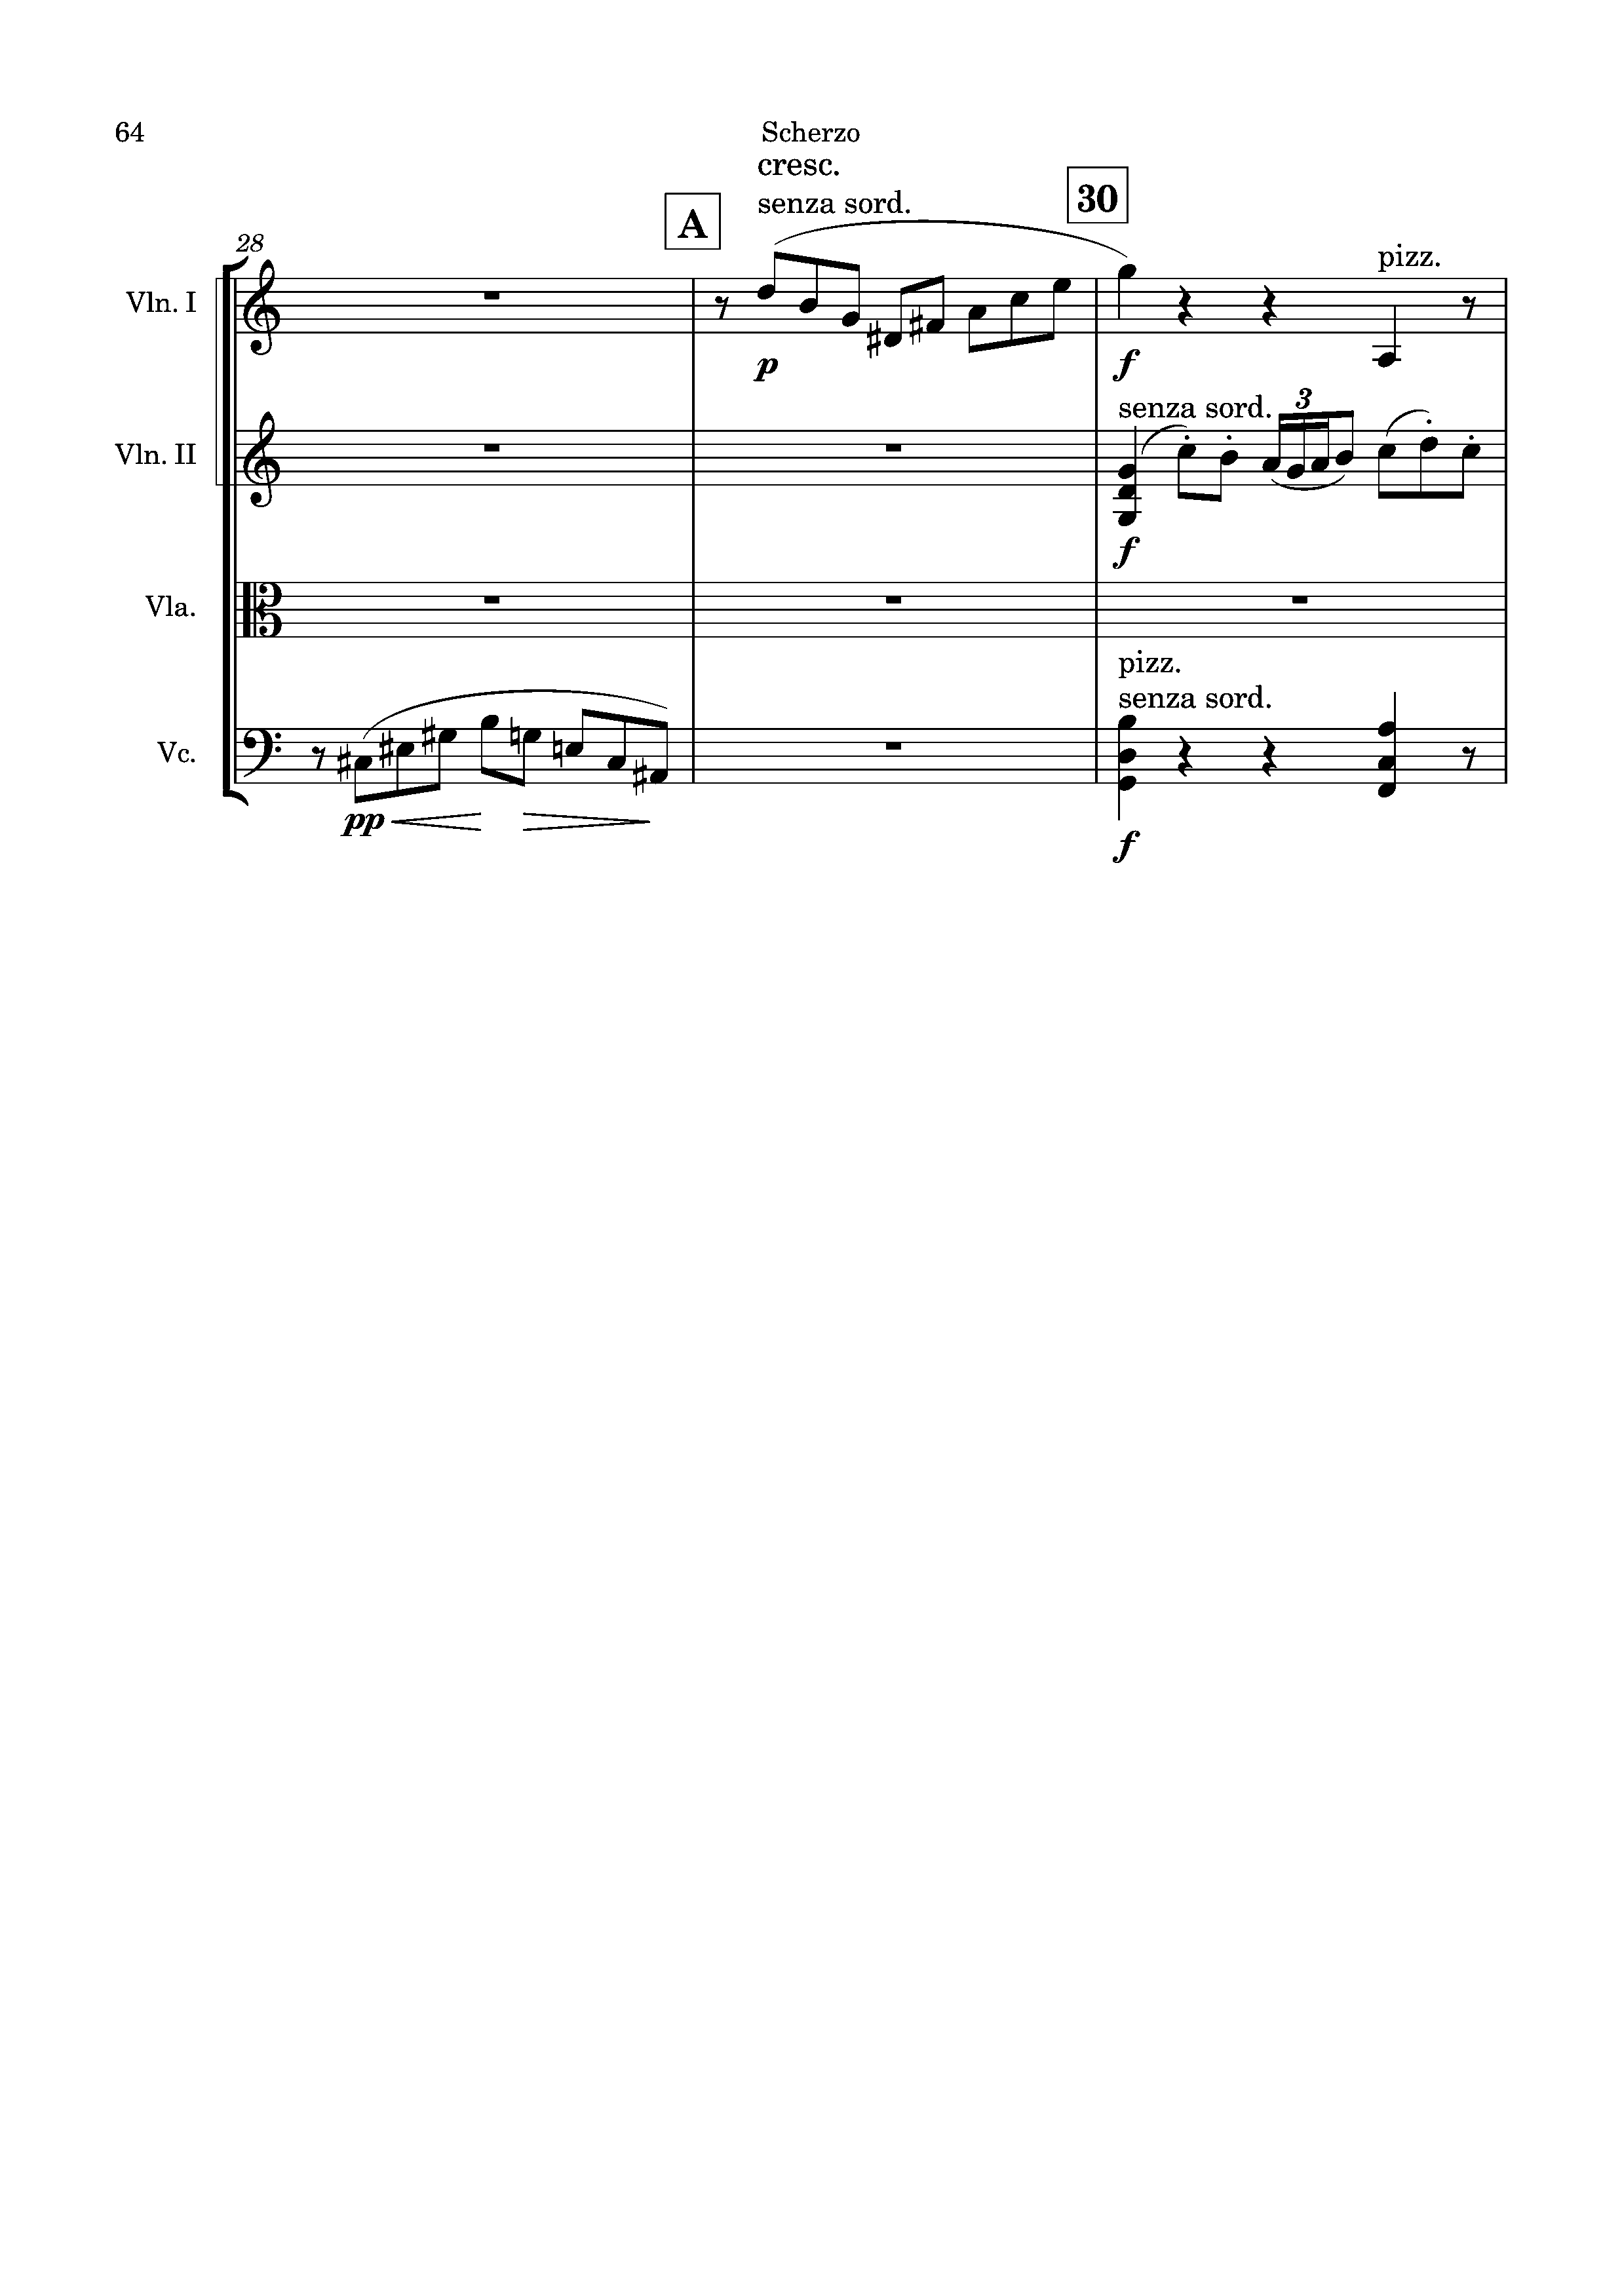 64
Scherzo
cresc.
senza sord.
A
30
28
pizz.
Vln. I
p
f
senza sord.
3
Vln. II
f
Vla.
pizz.
senza sord.
Vc.
pp
f